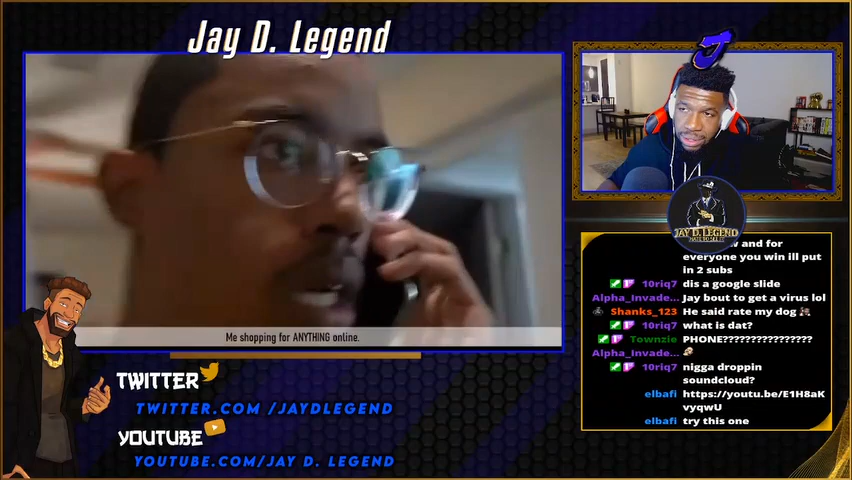 Jay D. Legend
Me shopping for ANYTHING online.
TWITTER
TWITTER.COM /JAYDLEGEND
YOUTUBE
YOUTUBE.COM/JAY D. LEGEND
J
JAY D. LEGEND
and for
everyone you win ill put
in 2 subs
10riq7 dis a google slide
Alpha_Invade... Jay bout to get a virus lol
Shanks_123 He said rate my dog
10riq7 what is dat?
Townzie PHONE????????????????
Alpha_Invade...
10riq7 nigga droppin
soundcloud?
elbafi https://youtu.be/E1H8aK
vyqwU
elbafi try this one